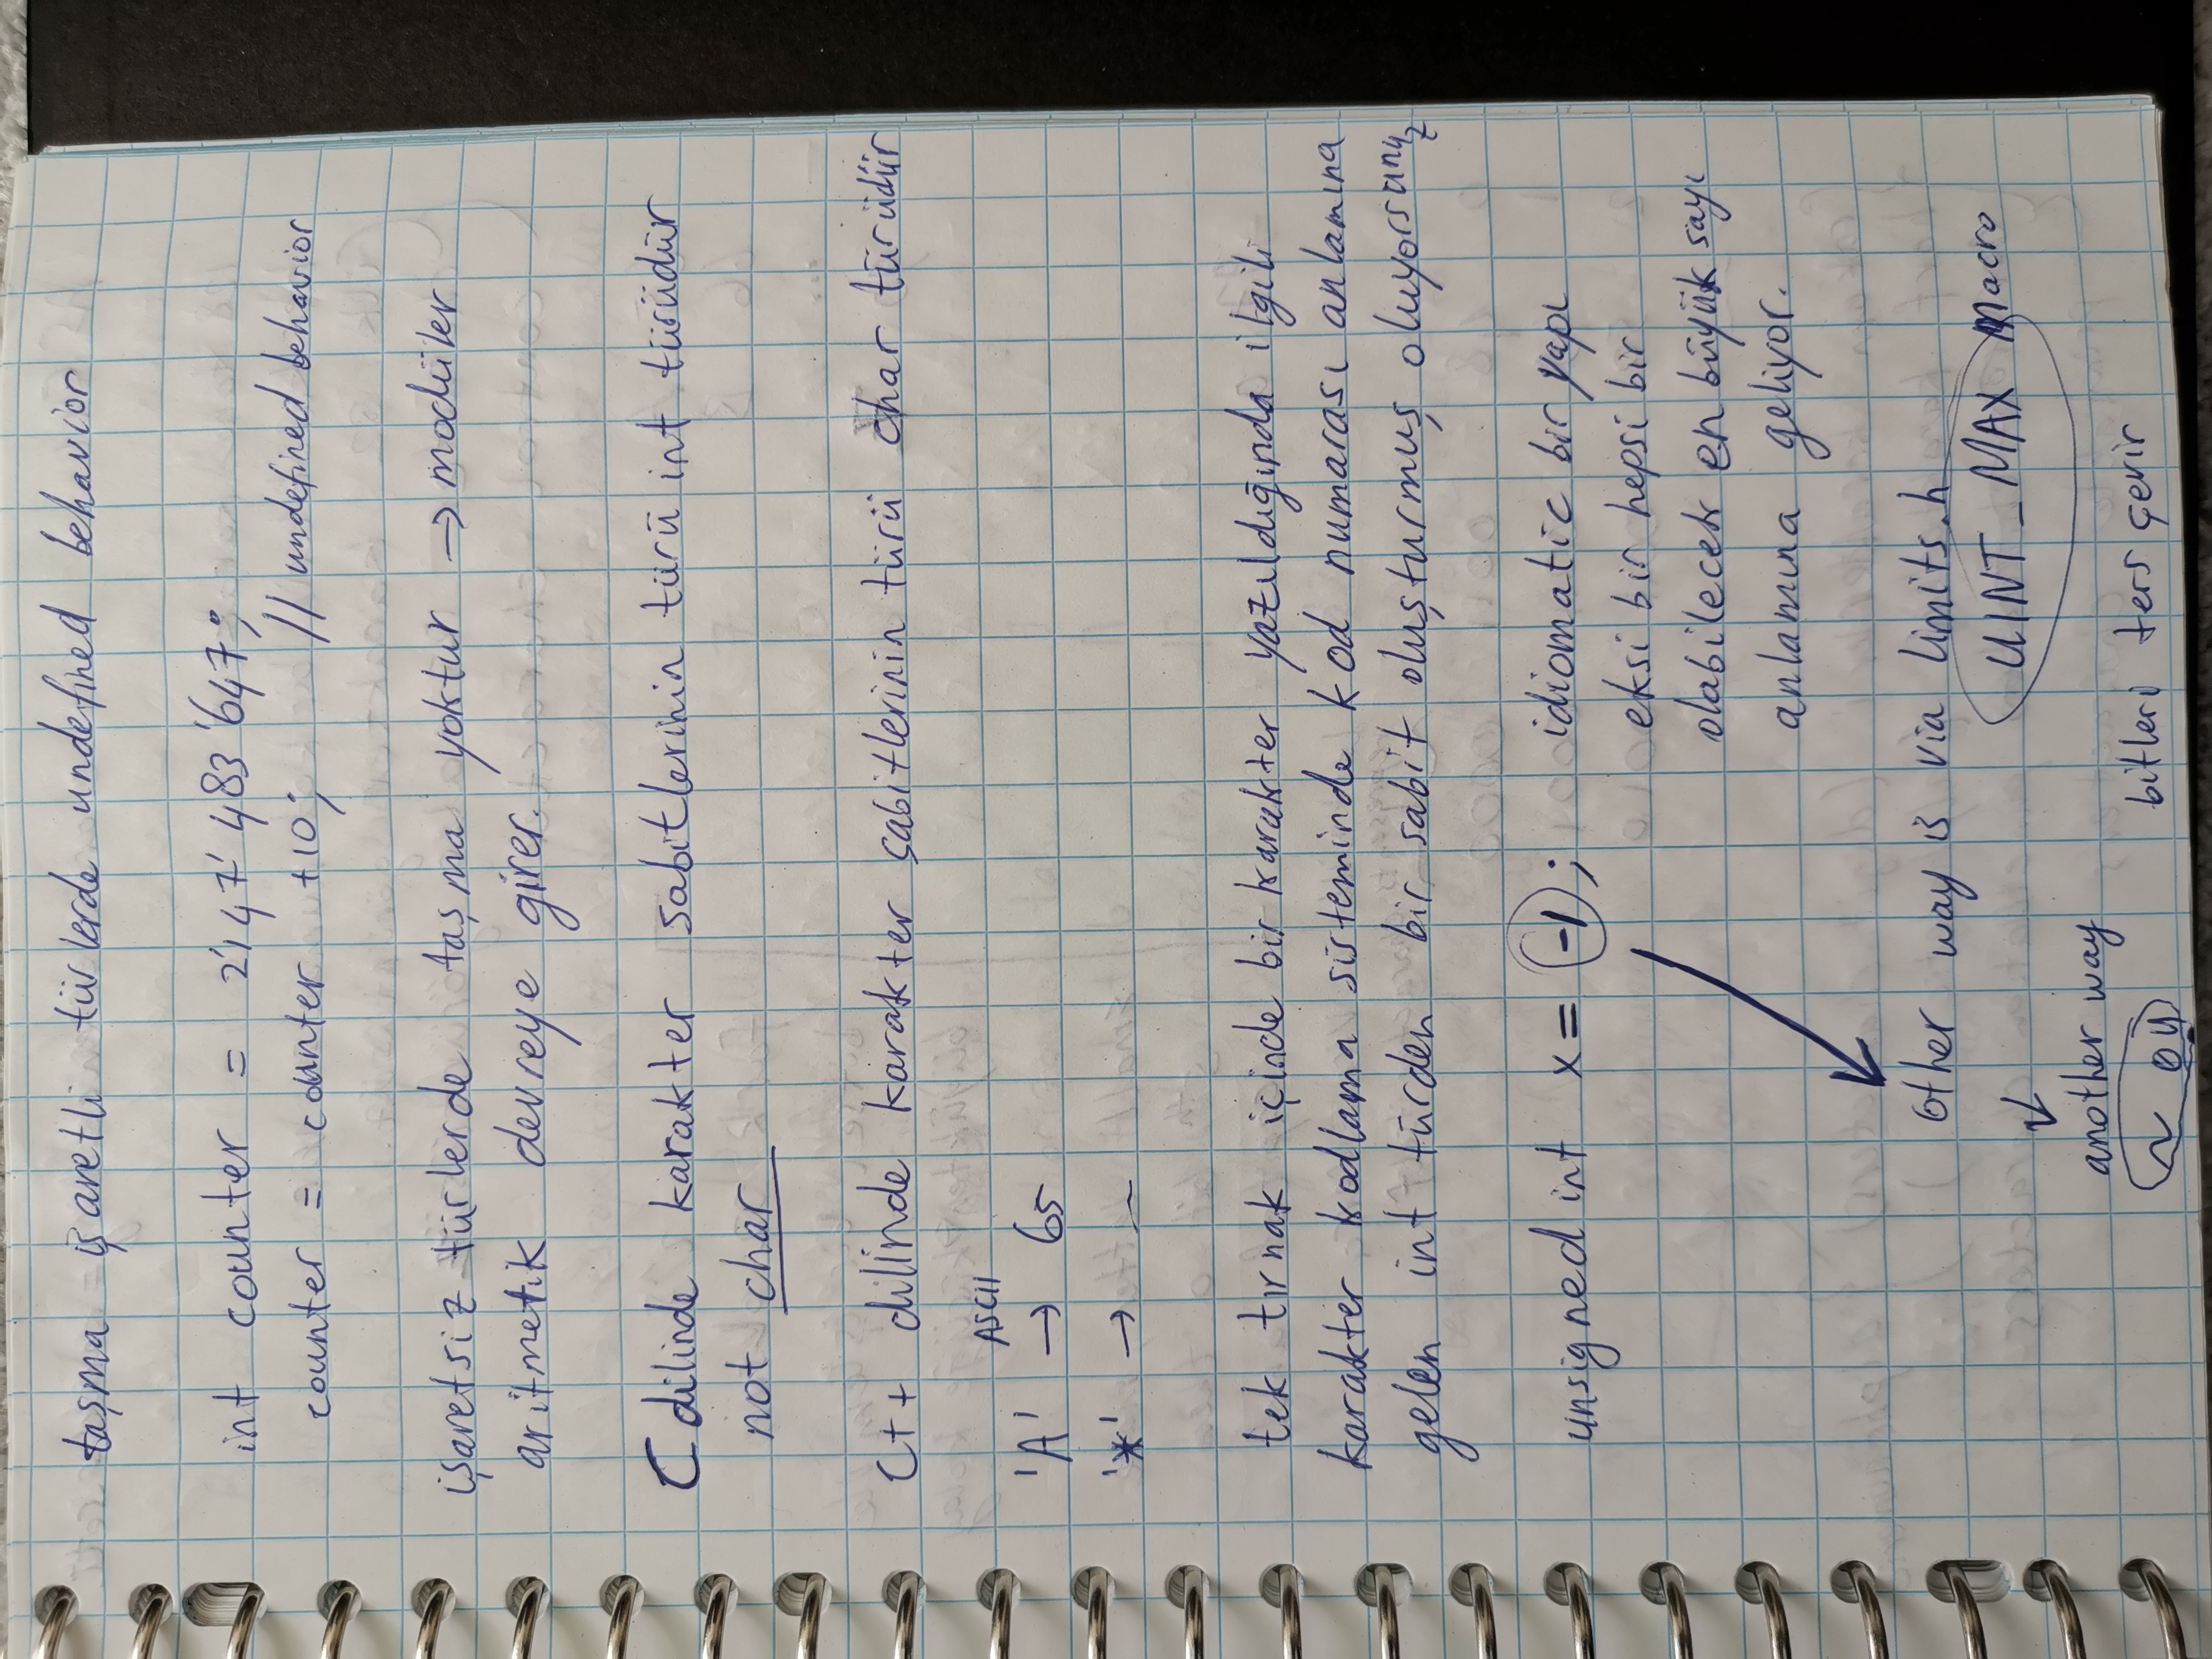 taşma işaretli türlerde undefined behavior
int counter = 2'147'483'647;
counter = counter +10; // undefined behavior
işaretsiz türlerde taşma yoktur → modüler
aritmetik devreye girer.
C dilinde karakter sabitlerinin türü int türüdür
not char
C++ dilinde karakter sabitlerinin türü char türüdür
ASCII
'A' → 65
'*' → _
tek tırnak içinde bir karakter yazıldığında ilgili
karakter kodlama sisteminde kod numarası anlamına
gelen int türden bir sabit oluşturmuş oluyorsunuz
unsigned int x = -1; idiomatic bir yapı
eksi bir hepsi bir
olabilecek en büyük sayı
anlamına geliyor.
Other way is via limits.h
UINT_MAX macro
another way
~ 0u bitleri ters çevir